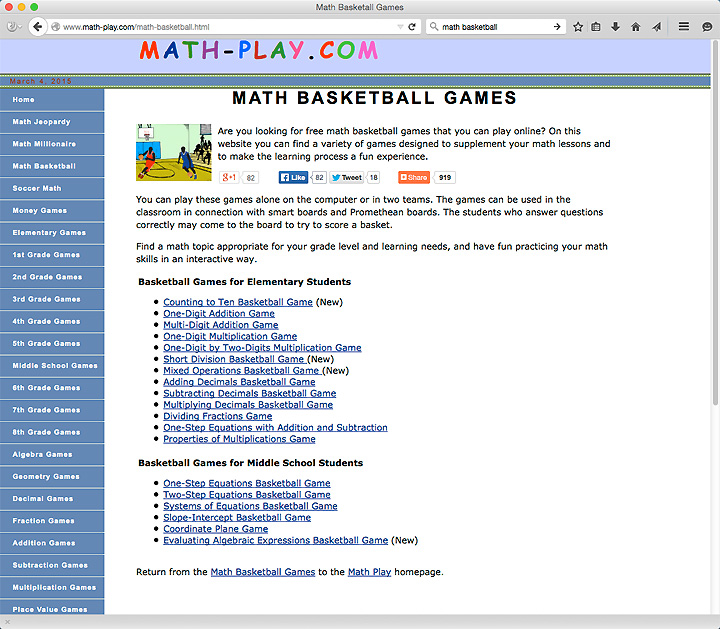 Math Basketall Games
www.math-play.com/math-basketball.html
math basketball
MATH-PLAY.COM
March 4, 2015
Home
Math Jeopardy
Math Millionaire
Math Basketball
Soccer Math
Money Games
Elementary Games
1st Grade Games
2nd Grade Games
3rd Grade Games
4th Grade Games
5th Grade Games
Middle School Games
6th Grade Games
7th Grade Games
8th Grade Games
Algebra Games
Geometry Games
Decimal Games
Fraction Games
Addition Games
Subtraction Games
Multiplication Games
Place Value Games
MATH BASKETBALL GAMES
Are you looking for free math basketball games that you can play online? On this
website you can find a variety of games designed to supplement your math lessons and
to make the learning process a fun experience.
g+1 82 Like 82 Tweet 18 Share 919
You can play these games alone on the computer or in two teams. The games can be used in the
classroom in connection with smart boards and Promethean boards. The students who answer questions
correctly may come to the board to try to score a basket.
Find a math topic appropriate for your grade level and learning needs, and have fun practicing your math
skills in an interactive way.
Basketball Games for Elementary Students
Counting to Ten Basketball Game (New)
One-Digit Addition Game
Multi-Digit Addition Game
One-Digit Multiplication Game
One-Digit by Two-Digits Multiplication Game
Short Division Basketball Game (New)
Mixed Operations Basketball Game (New)
Adding Decimals Basketball Game
Subtracting Decimals Basketball Game
Multiplying Decimals Basketball Game
Dividing Fractions Game
One-Step Equations with Addition and Subtraction
Properties of Multiplications Game
Basketball Games for Middle School Students
One-Step Equations Basketball Game
Two-Step Equations Basketball Game
Systems of Equations Basketball Game
Slope-Intercept Basketball Game
Coordinate Plane Game
Evaluating Algebraic Expressions Basketball Game (New)
Return from the Math Basketball Games to the Math Play homepage.